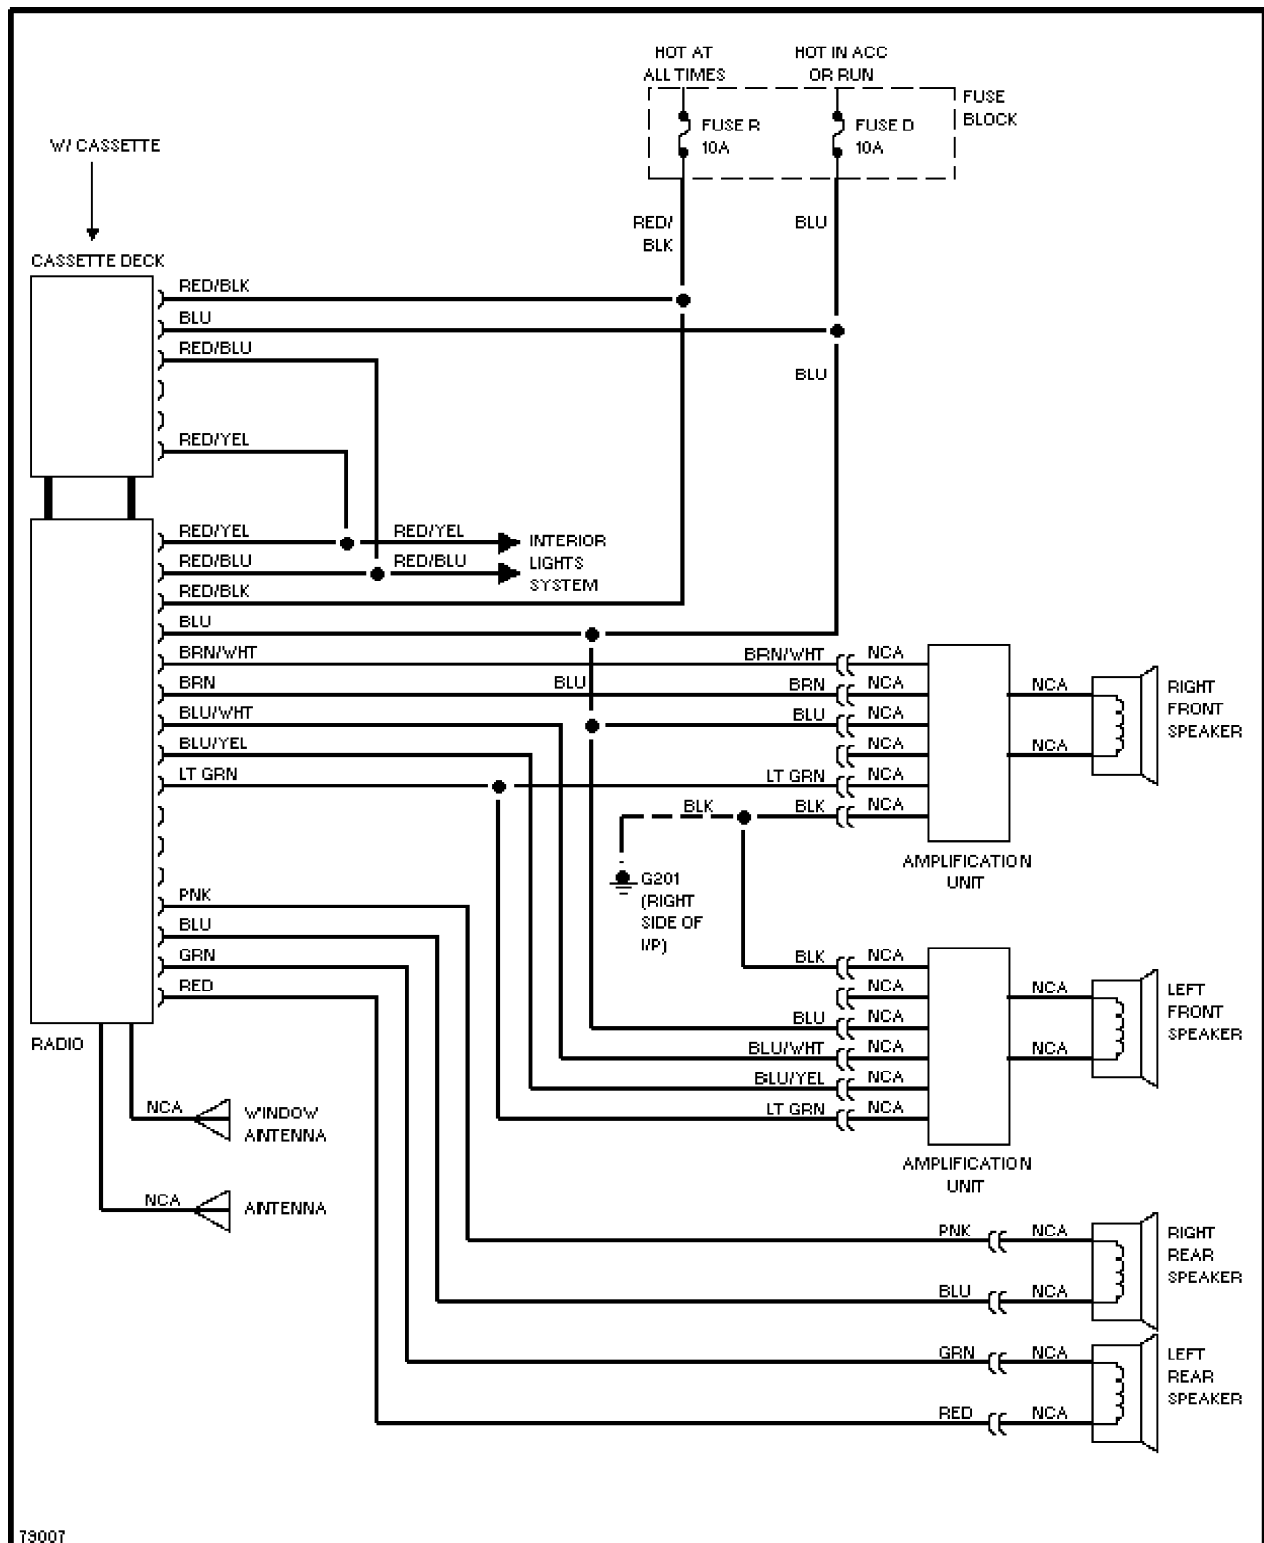 HOT AT
ALL TIMES
HOT IN ACC
OR RUN
FUSE
BLOCK
FUSE R
10A
FUSE D
10A
W/ CASSETTE
RED/
BLK
BLU
CASSETTE DECK
RED/BLK
BLU
RED/BLU
BLU
RED/YEL
RED/YEL
RED/YEL
INTERIOR
LIGHTS
SYSTEM
RED/BLU
RED/BLU
RED/BLK
BLU
BRN/WHT
BRN/WHT
NCA
BRN
BLU
BRN
NCA
NCA
RIGHT
FRONT
SPEAKER
BLU/WHT
BLU
NCA
BLU/YEL
NCA
NCA
LT GRN
LT GRN
NCA
BLK
BLK
NCA
AMPLIFICATION
UNIT
G201
(RIGHT
SIDE OF
I/P)
PNK
BLU
GRN
RED
RADIO
BLK
NCA
NCA
NCA
LEFT
FRONT
SPEAKER
BLU
NCA
BLU/WHT
NCA
NCA
BLU/YEL
NCA
LT GRN
NCA
NCA
WINDOW
ANTENNA
AMPLIFICATION
UNIT
NCA
ANTENNA
PNK
NCA
RIGHT
REAR
SPEAKER
BLU
NCA
GRN
NCA
LEFT
REAR
SPEAKER
RED
NCA
79007